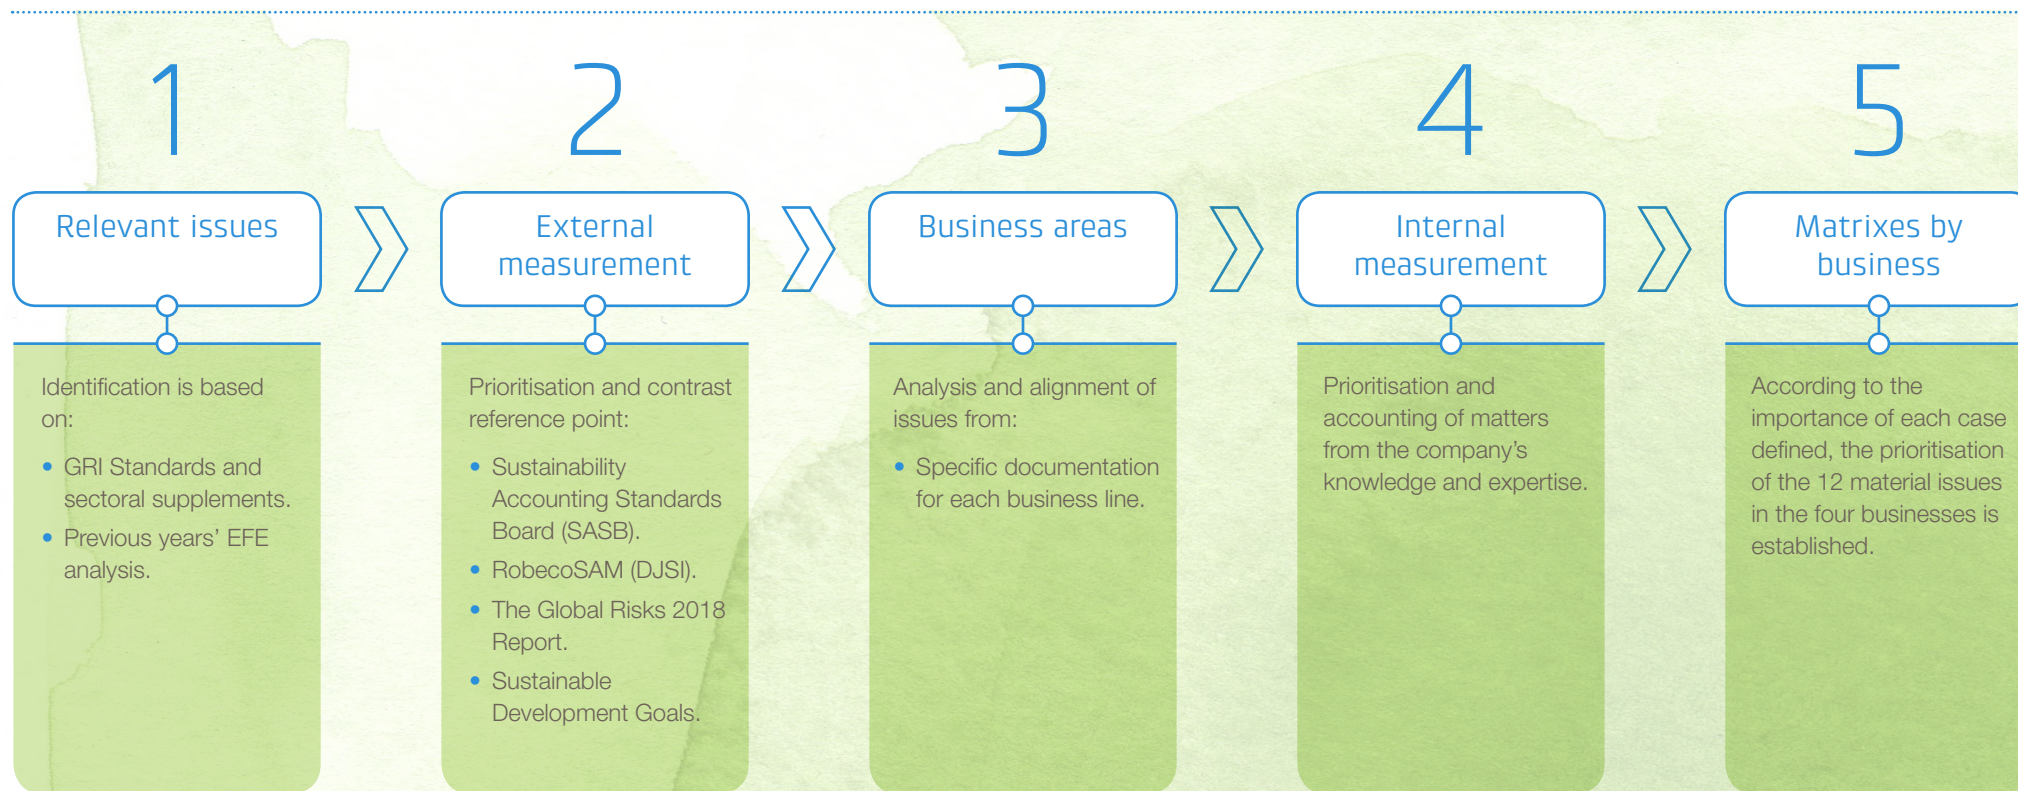 1
Relevant issues
Identification is based
on:
• GRI Standards and
sectoral supplements.
• Previous years’ EFE
analysis.
2
External
measurement
Prioritisation and contrast
reference point:
• Sustainability
Accounting Standards
Board (SASB).
• RobecoSAM (DJSI).
• The Global Risks 2018
Report.
• Sustainable
Development Goals.
3
Business areas
Analysis and alignment of
issues from:
• Specific documentation
for each business line.
4
Internal
measurement
Prioritisation and
accounting of matters
from the company’s
knowledge and expertise.
5
Matrixes by
business
According to the
importance of each case
defined, the prioritisation
of the 12 material issues
in the four businesses is
established.